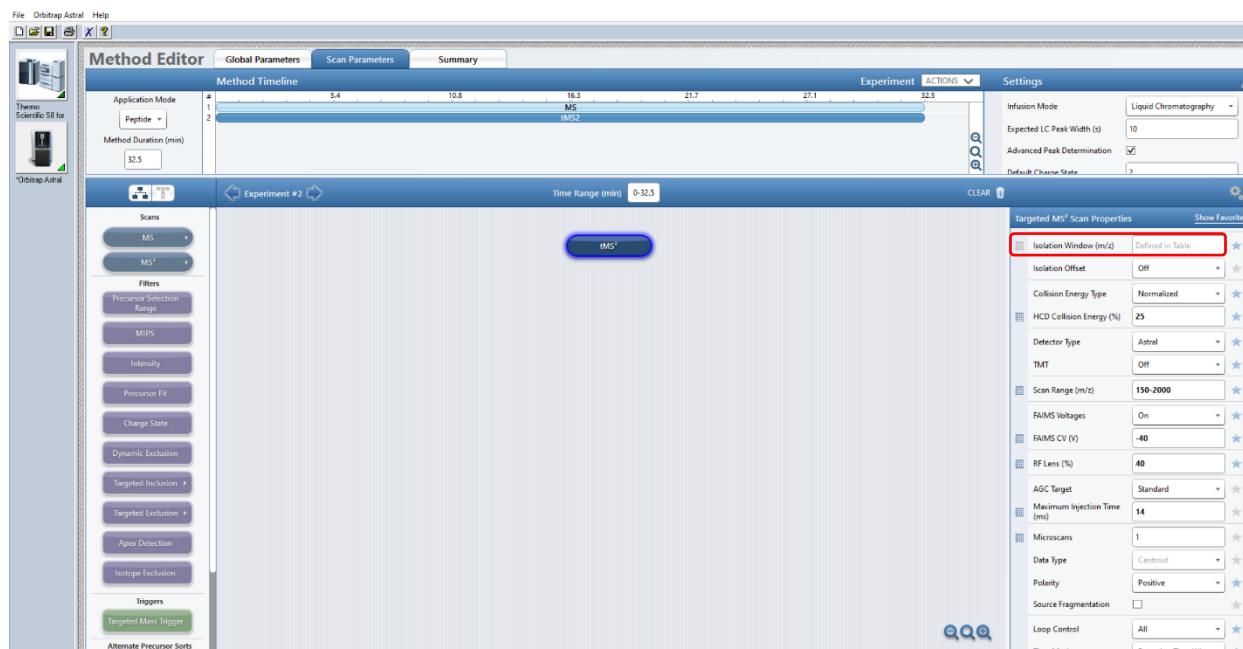 File Orbitrap Astral Help
Method Editor
Global Parameters
Scan Parameters
Summary
Thermo
Scientific SII for
*Orbitrap Astral
Method Timeline
Experiment
ACTIONS
Application Mode
Peptide
Method Duration (min)
32.5
# 5.4 10.8 16.3 21.7 27.1 32.5
1 MS
2 tMS2
Settings
Infusion Mode Liquid Chromatography
Expected LC Peak Width (s) 10
Advanced Peak Determination
Default Charge State 2
Experiment #2
Time Range (min) 0-32.5
CLEAR
Scans
MS
MS²
Filters
Precursor Selection
Range
MIPS
Intensity
Precursor Fit
Charge State
Dynamic Exclusion
Targeted Inclusion
Targeted Exclusion
Apex Detection
Isotope Exclusion
Triggers
Targeted Mass Trigger
Alternate Precursor Sorts
tMS²
Targeted MS² Scan Properties Show Favorite
Isolation Window (m/z) Defined in Table
Isolation Offset Off
Collision Energy Type Normalized
HCD Collision Energy (%) 25
Detector Type Astral
TMT Off
Scan Range (m/z) 150-2000
FAIMS Voltages On
FAIMS CV (V) -40
RF Lens (%) 40
AGC Target Standard
Maximum Injection Time
(ms) 14
Microscans 1
Data Type Centroid
Polarity Positive
Source Fragmentation
Loop Control All